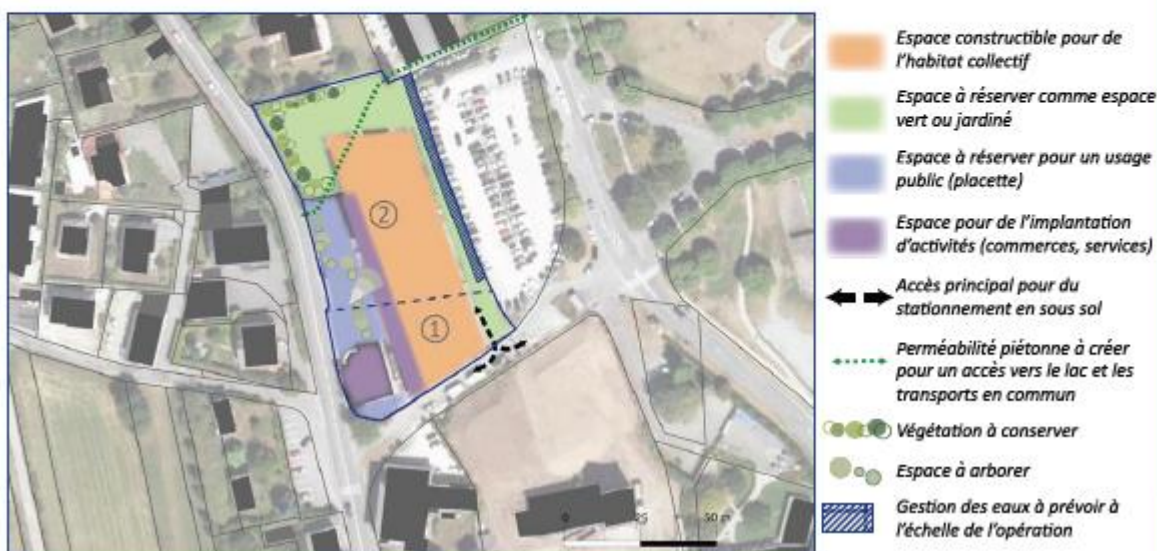 Espace constructible pour de
l'habitat collectif
Espace à réserver comme espace
vert ou jardiné
Espace à réserver pour un usage
public (placette)
Espace pour de l'implantation
d'activités (commerces, services)
Accès principal pour du
stationnement en sous sol
Perméabilité piétonne à créer
pour un accès vers le lac et les
transports en commun
Végétation à conserver
Espace à arborer
Gestion des eaux à prévoir à
l'échelle de l'opération
②
①
0 25 50 m